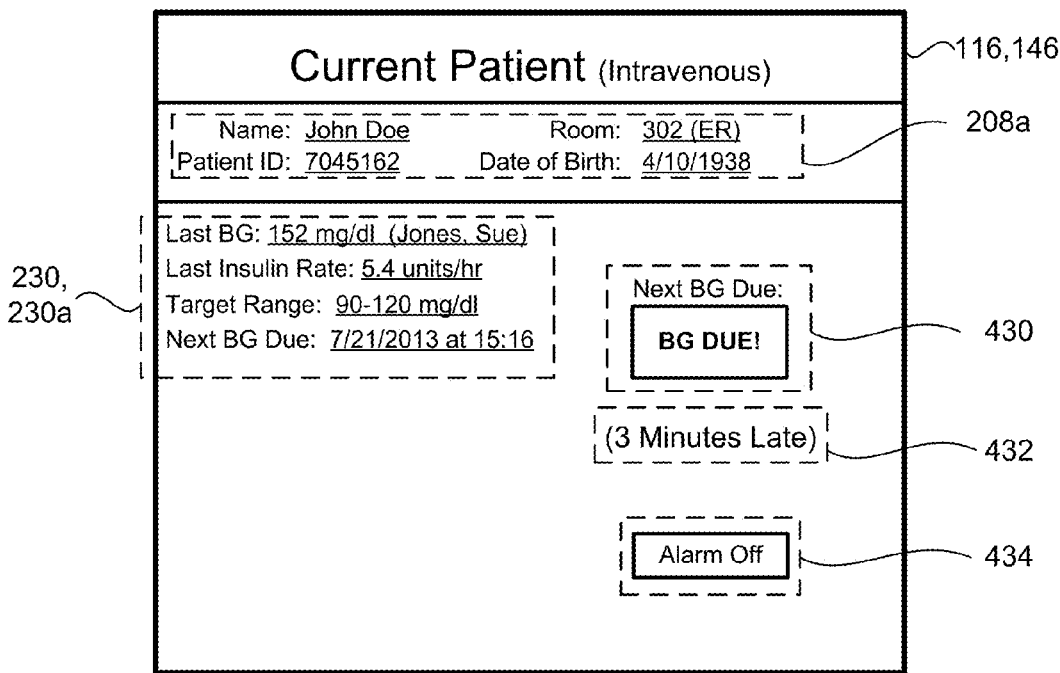 Current Patient (Intravenous)
116,146
Name: John Doe Room: 302 (ER)
208a
Patient ID: 7045162 Date of Birth: 4/10/1938
Last BG: 152 mg/dl (Jones, Sue)
Last Insulin Rate: 5.4 units/hr
230,
230a
Target Range: 90-120 mg/dl
Next BG Due: 7/21/2013 at 15:16
Next BG Due:
BG DUE!
430
(3 Minutes Late)
432
Alarm Off
434